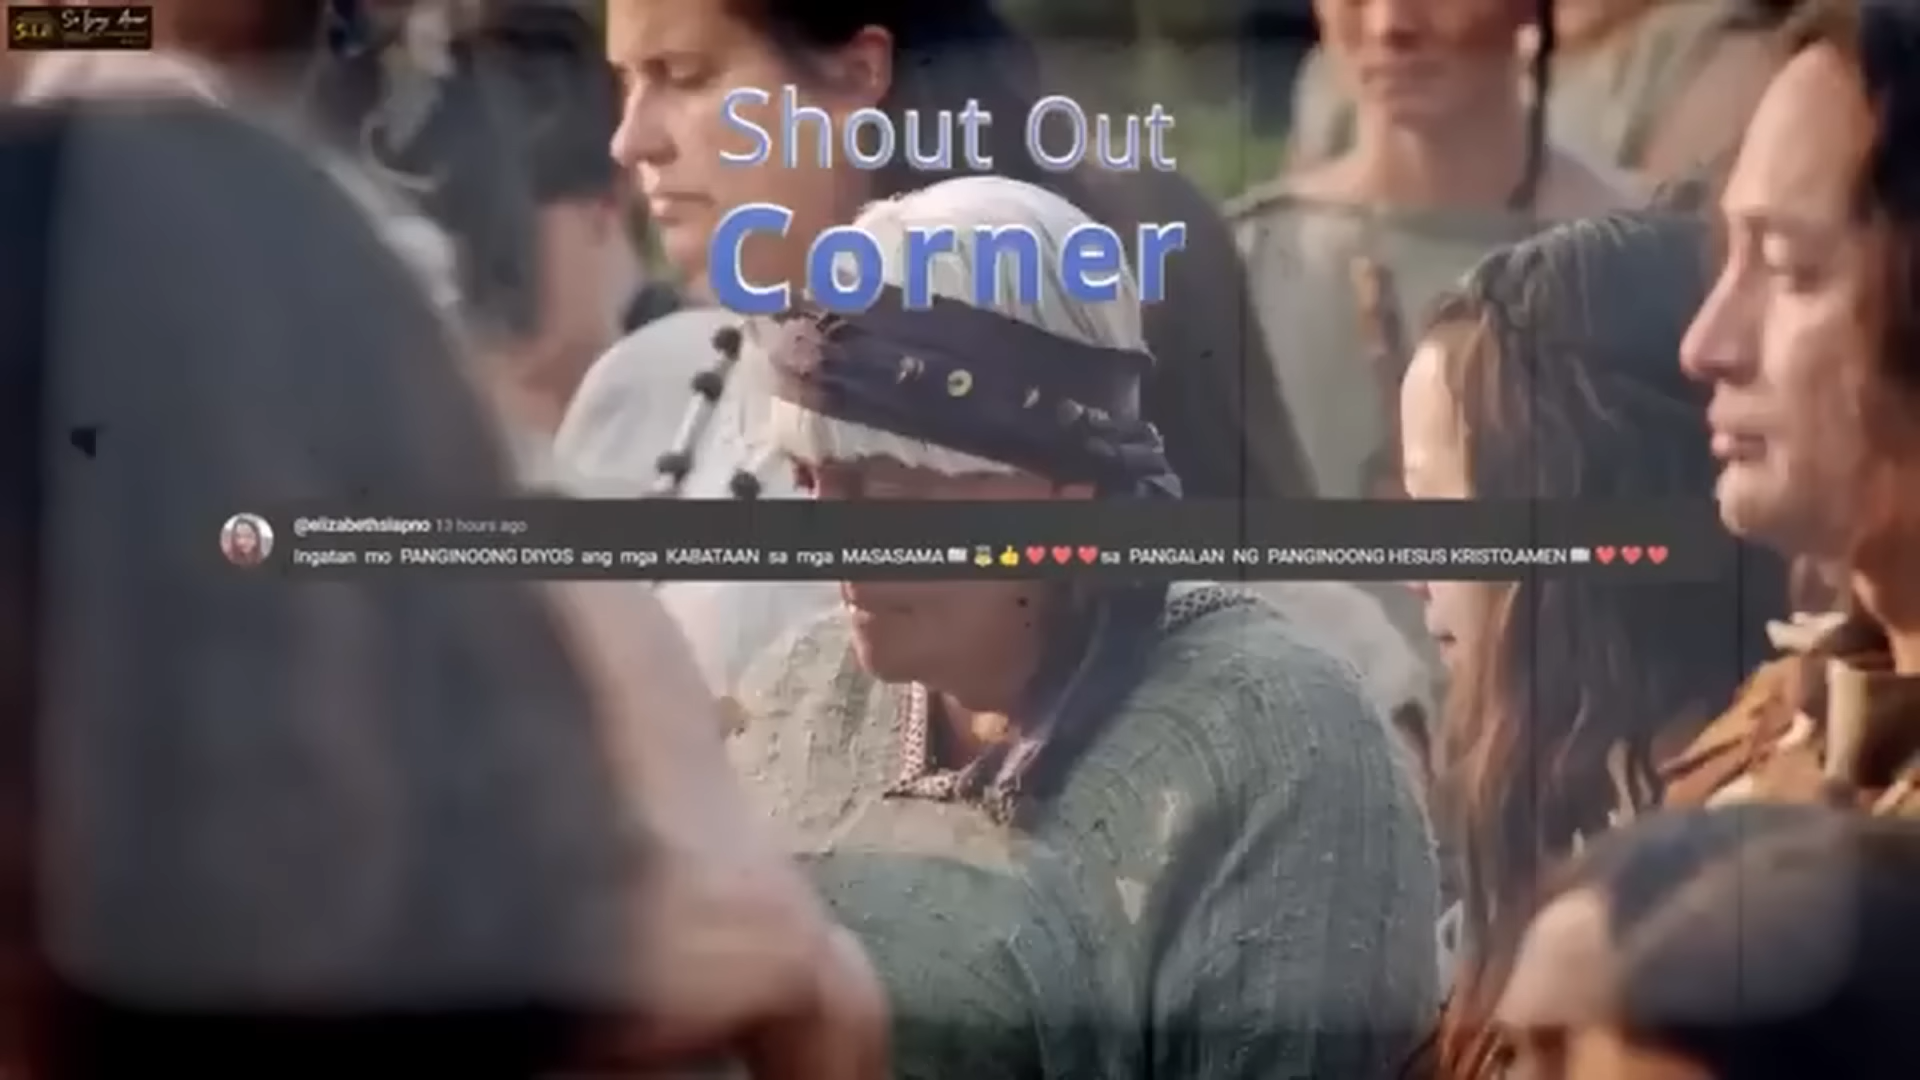 Shout Out
Corner
@elizabethslapno 13 hours ago
Ingatan mo PANGINOONG DIYOS ang mga KABATAAN sa mga MASASAMA 👍❤️❤️❤️sa PANGALAN NG PANGINOONG HESUS KRISTO,AMEN ❤️❤️❤️